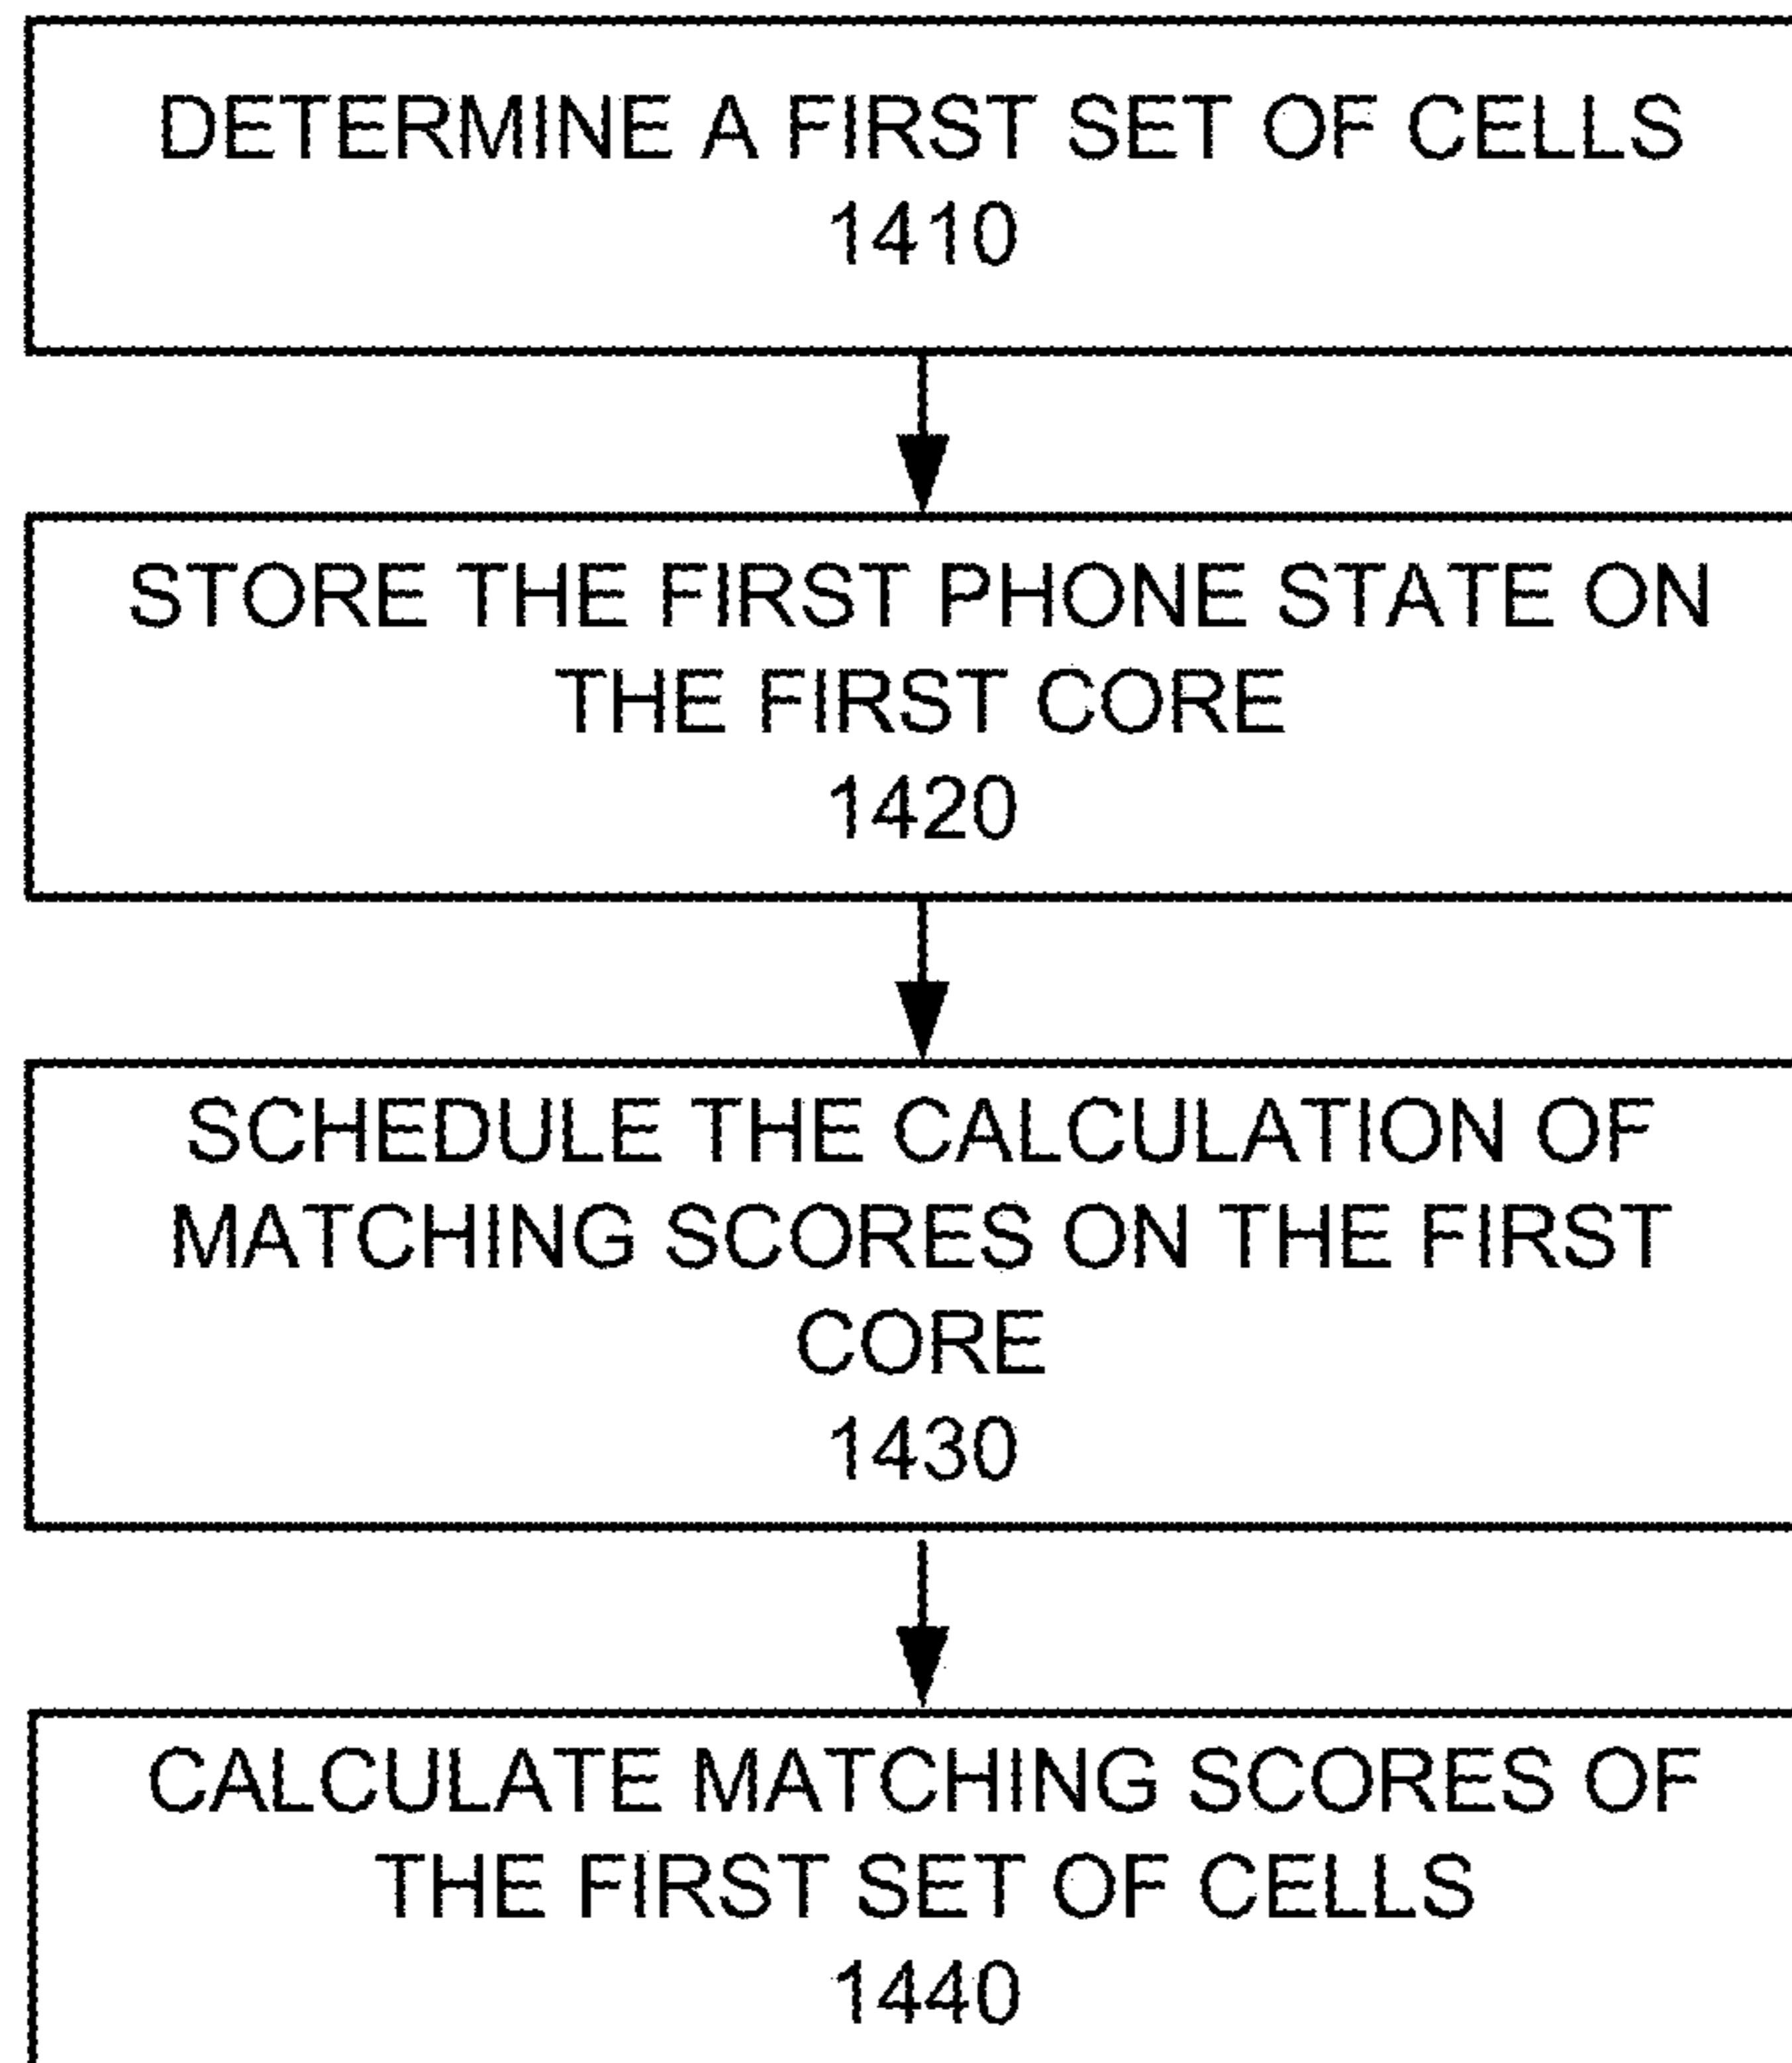 DETERMINE A FIRST SET OF CELLS
1410
STORE THE FIRST PHONE STATE ON
THE FIRST CORE
1420
SCHEDULE THE CALCULATION OF
MATCHING SCORES ON THE FIRST
CORE
1430
CALCULATE MATCHING SCORES OF
THE FIRST SET OF CELLS
1440